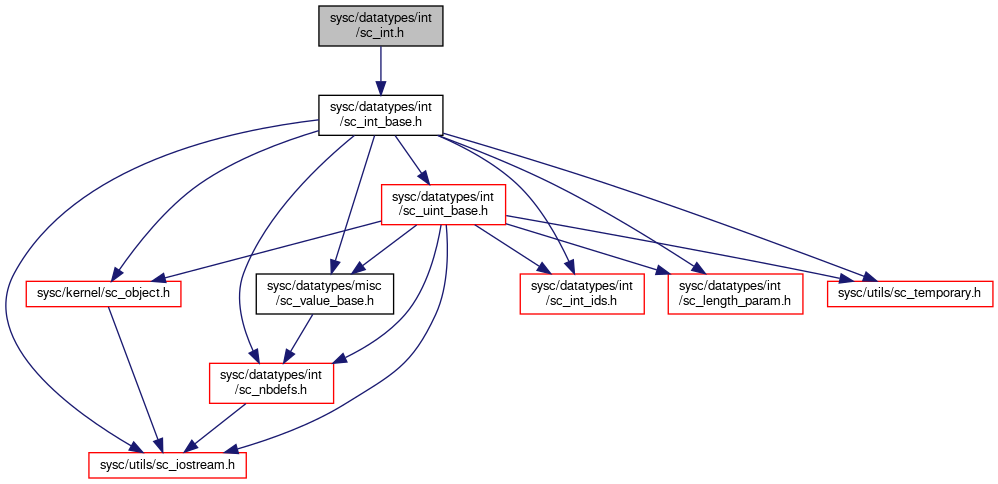 sysc/datatypes/int
/sc_int.h
sysc/datatypes/int
/sc_int_base.h
sysc/datatypes/int
/sc_uint_base.h
sysc/kernel/sc_object.h
sysc/datatypes/misc
/sc_value_base.h
sysc/datatypes/int
/sc_int_ids.h
sysc/datatypes/int
/sc_length_param.h
sysc/utils/sc_temporary.h
sysc/datatypes/int
/sc_nbdefs.h
sysc/utils/sc_iostream.h